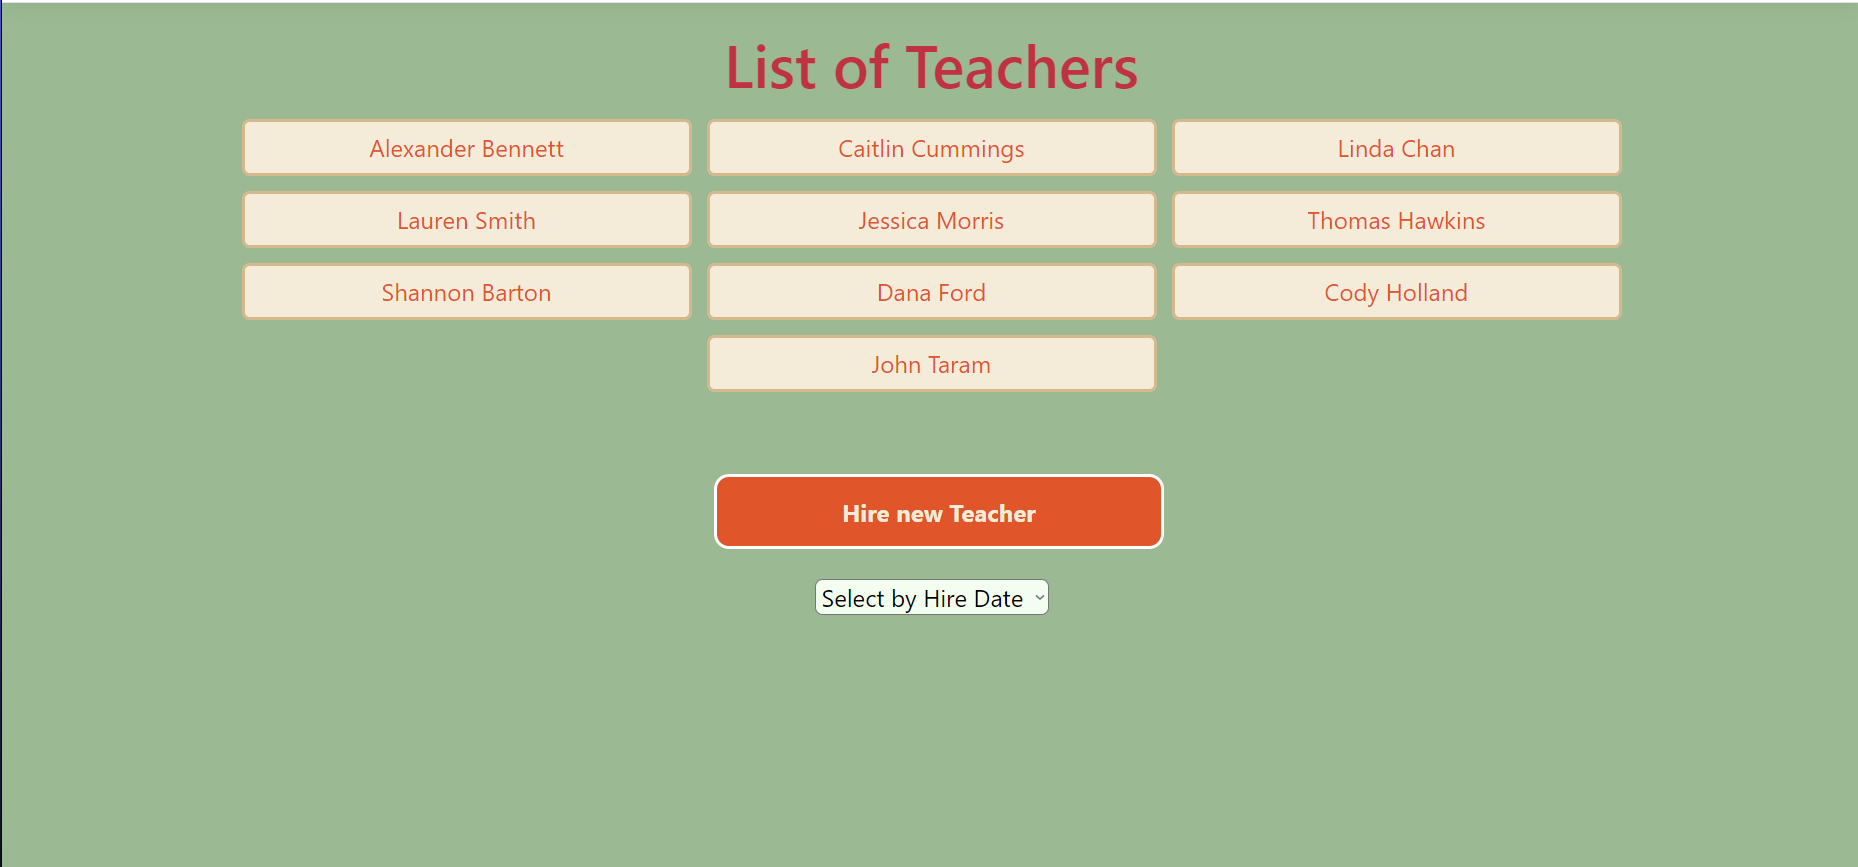 List of Teachers
Alexander Bennett
Caitlin Cummings
Linda Chan
Lauren Smith
Jessica Morris
Thomas Hawkins
Shannon Barton
Dana Ford
Cody Holland
John Taram
Hire new Teacher
Select by Hire Date